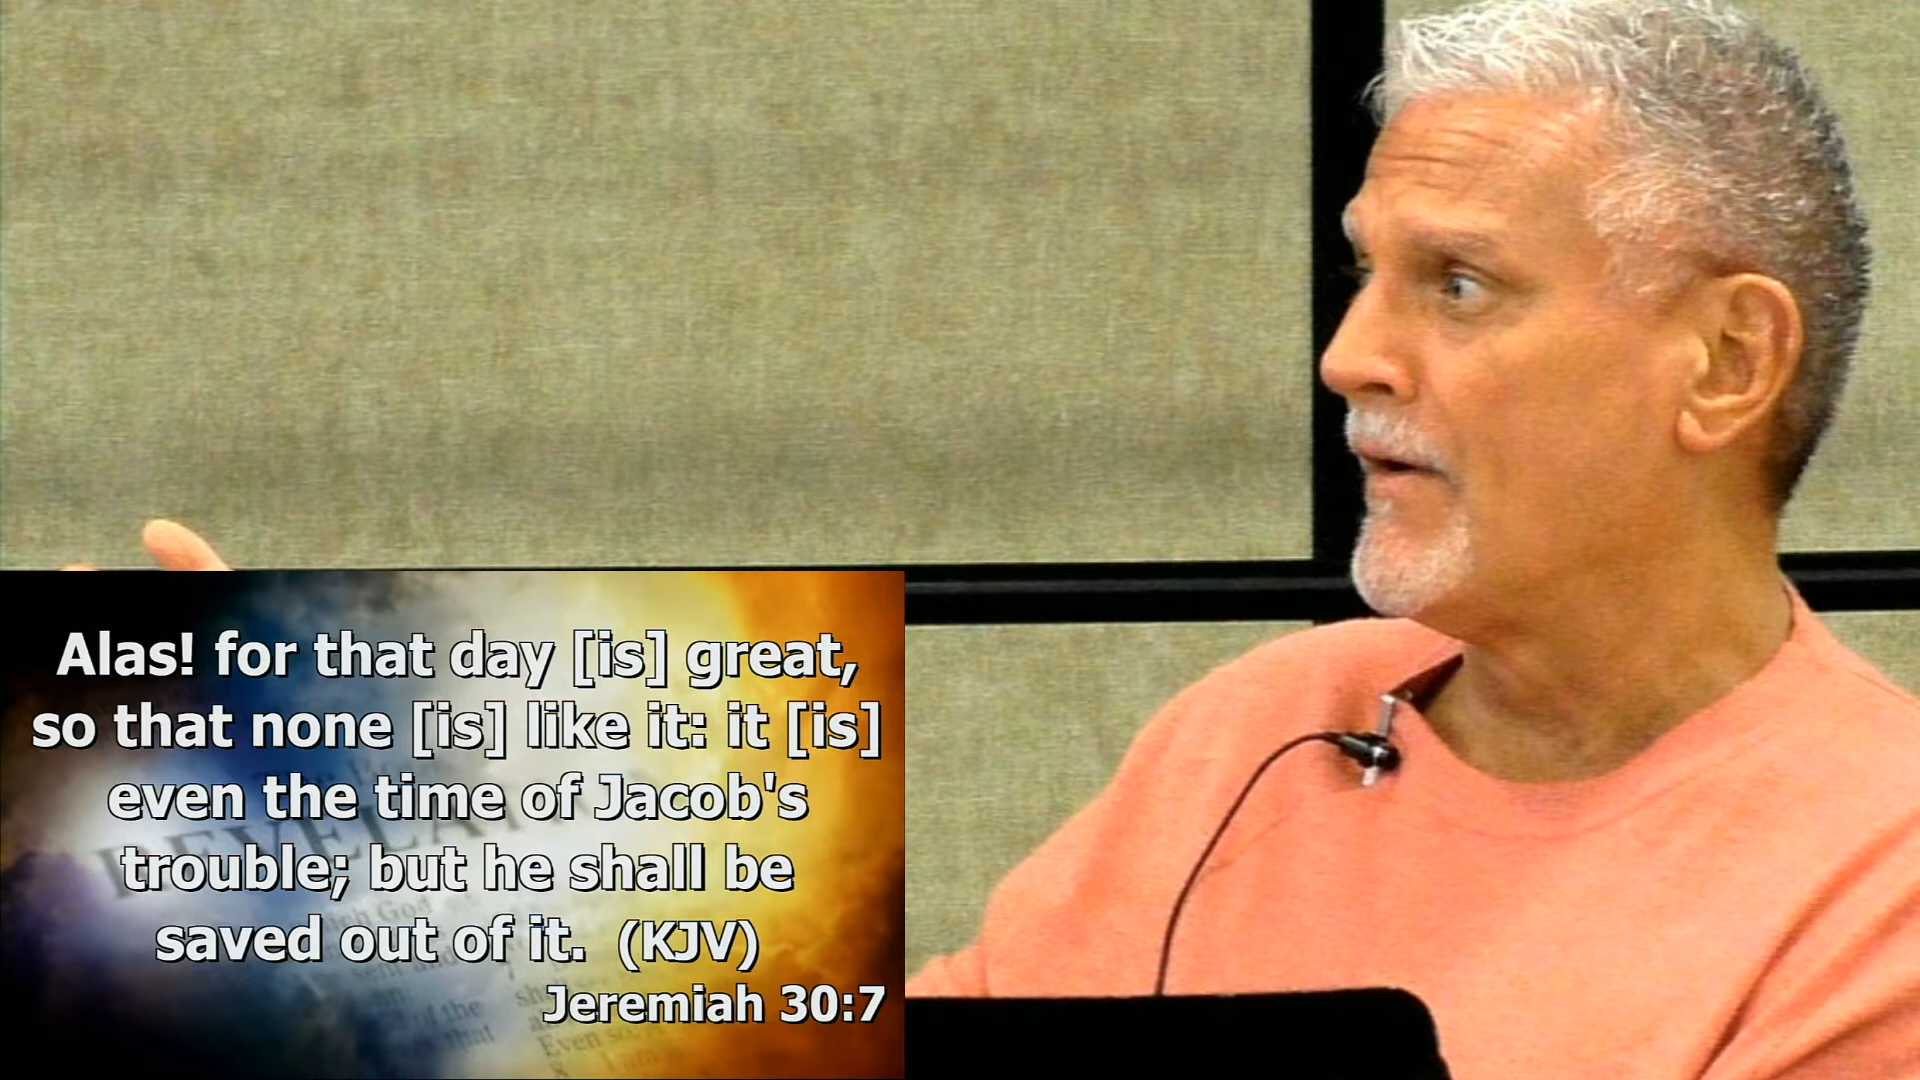 Alas! for that day [is] great,
so that none [is] like it: it [is]
even the time of Jacob's
trouble; but he shall be
saved out of it.  (KJV)
Jeremiah 30:7